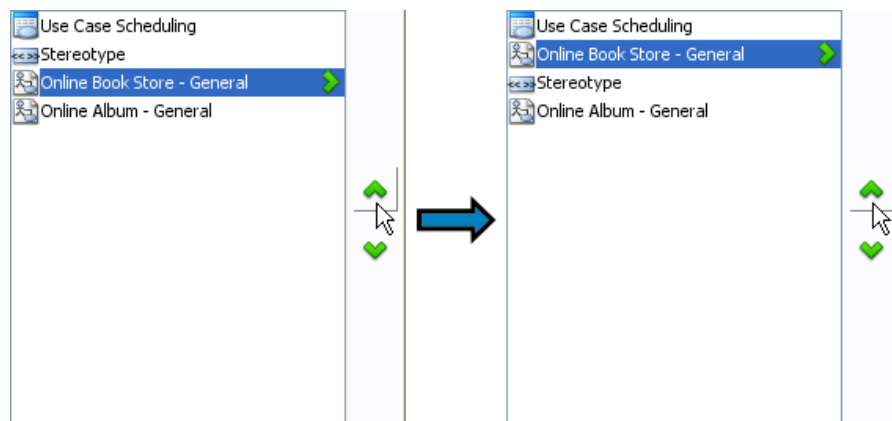 Use Case Scheduling
<<>> Stereotype
Online Book Store - General
Online Album - General
Use Case Scheduling
Online Book Store - General
<<>> Stereotype
Online Album - General